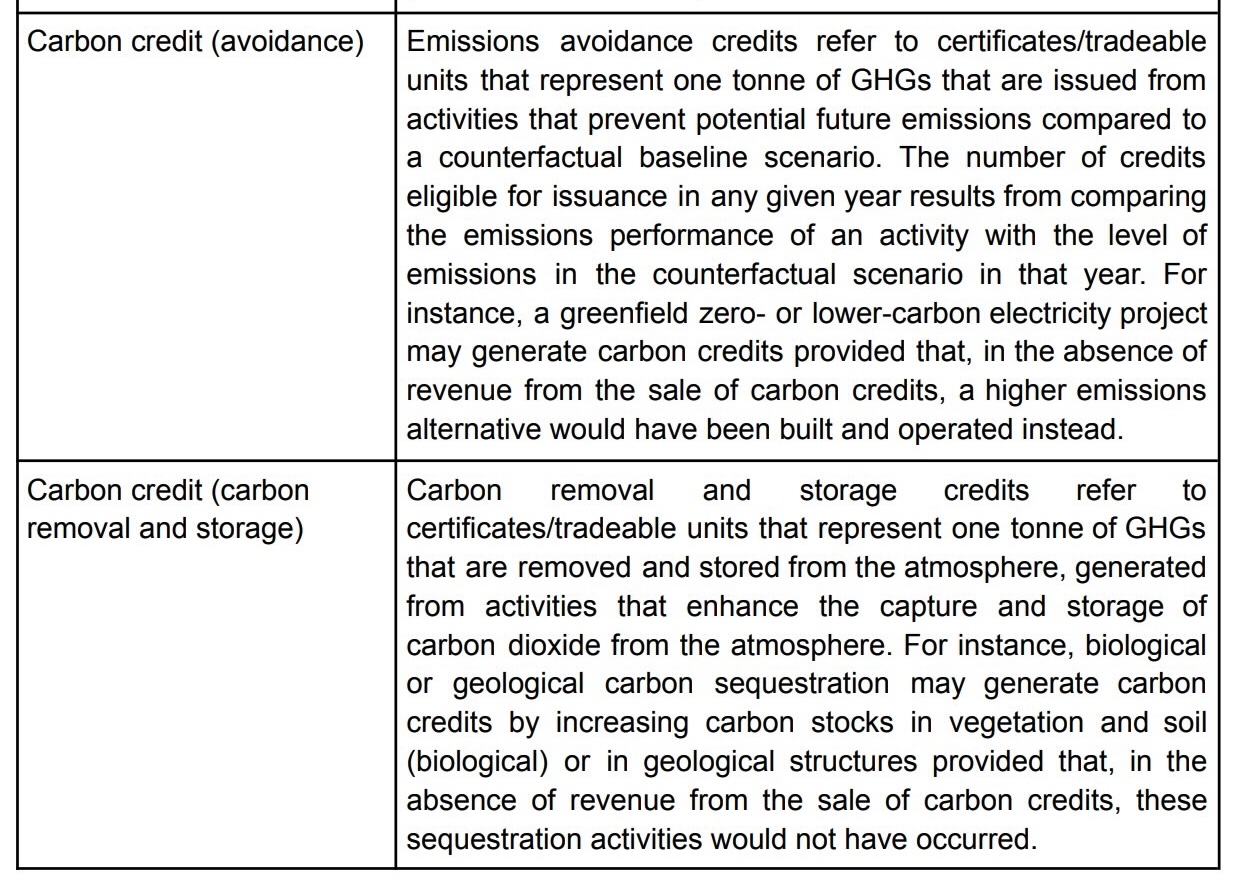 Carbon credit (avoidance)
Emissions avoidance credits refer to certificates/tradeable
units that represent one tonne of GHGs that are issued from
activities that prevent potential future emissions compared to
a counterfactual baseline scenario. The number of credits
eligible for issuance in any given year results from comparing
the emissions performance of an activity with the level of
emissions in the counterfactual scenario in that year. For
instance, a greenfield zero- or lower-carbon electricity project
may generate carbon credits provided that, in the absence of
revenue from the sale of carbon credits, a higher emissions
alternative would have been built and operated instead.
Carbon credit (carbon
removal and storage)
Carbon removal and storage credits refer to
certificates/tradeable units that represent one tonne of GHGs
that are removed and stored from the atmosphere, generated
from activities that enhance the capture and storage of
carbon dioxide from the atmosphere. For instance, biological
or geological carbon sequestration may generate carbon
credits by increasing carbon stocks in vegetation and soil
(biological) or in geological structures provided that, in the
absence of revenue from the sale of carbon credits, these
sequestration activities would not have occurred.